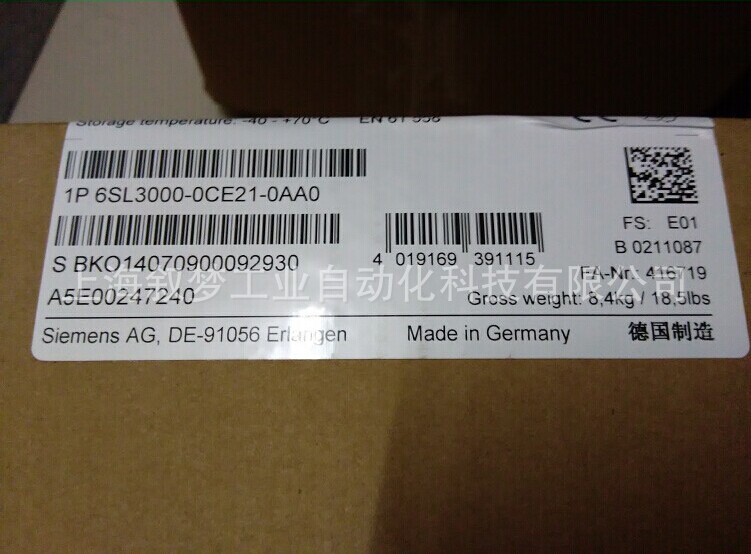 Storage temperature: -40 - +70°C EN 61 558
1P 6SL3000-0CE21-0AA0
FS: E01
B 0211087
S BKO14070900092930
4 019169 391115
FA-Nr. 416719
上海叙梦工业自动化科技有限公司
A5E00247240
Gross weight: 8,4kg / 18,5lbs
Siemens AG, DE-91056 Erlangen Made in Germany 德国制造